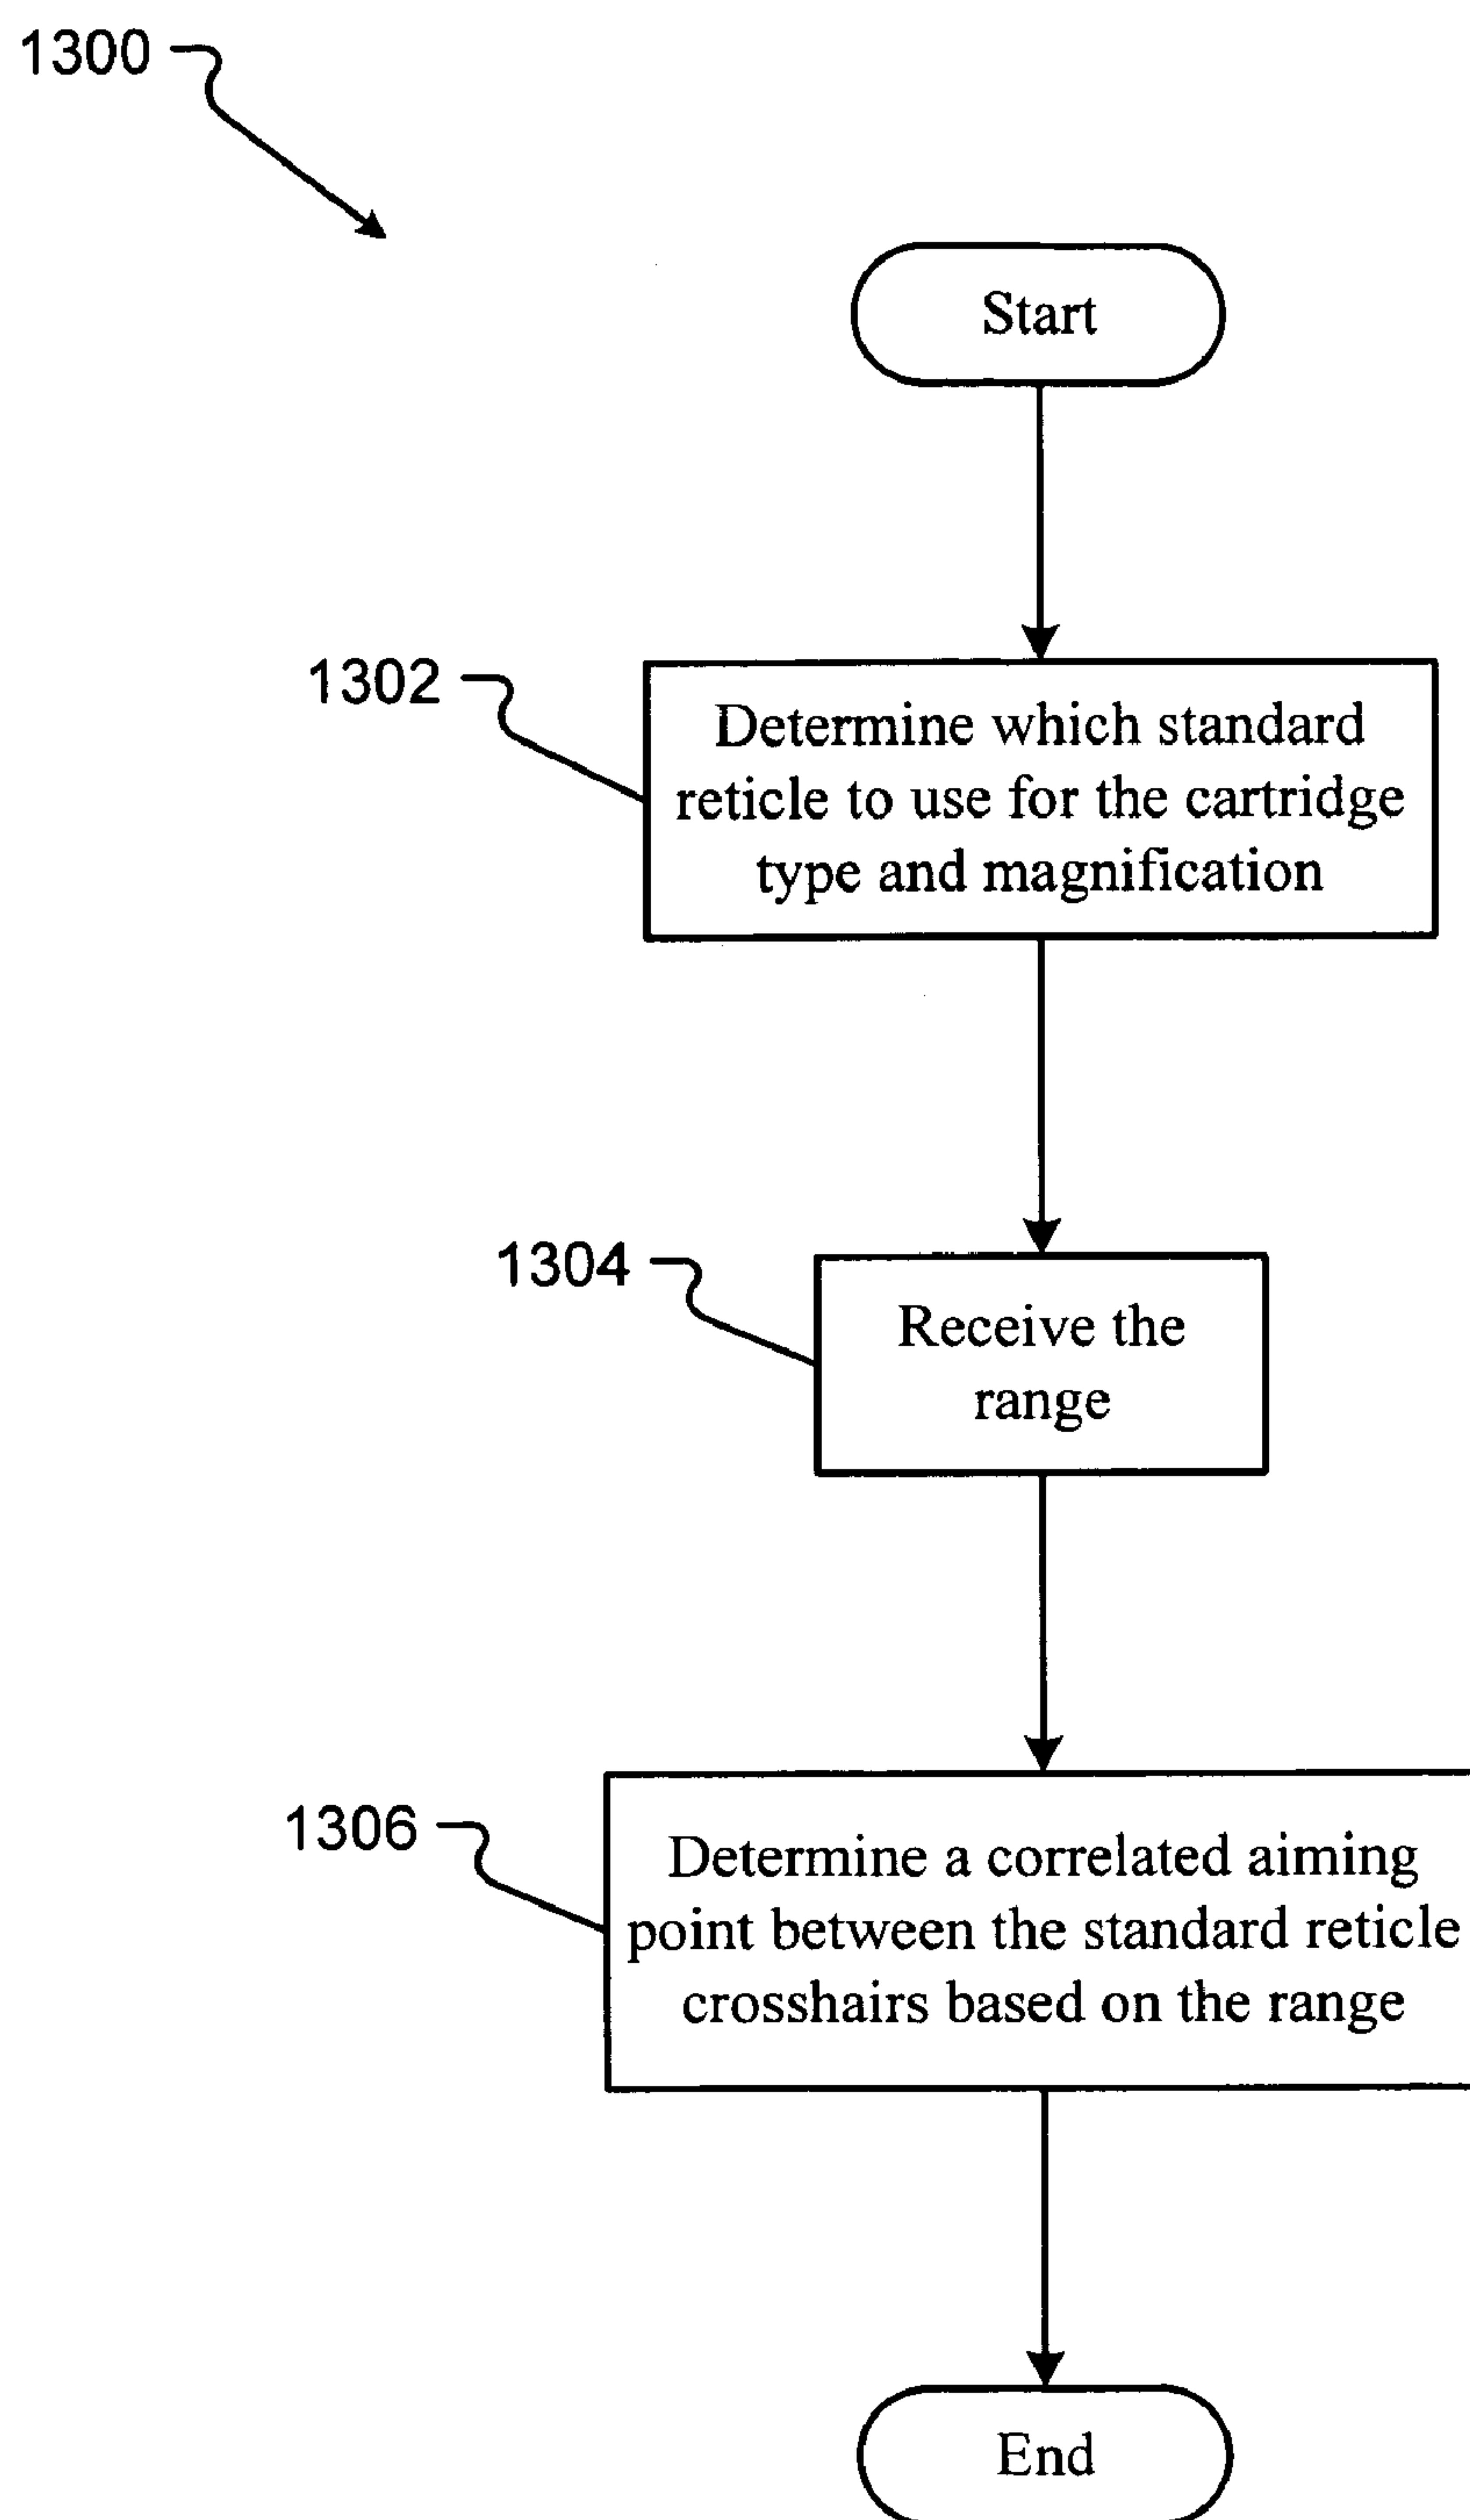 1300
Start
1302
Determine which standard
reticle to use for the cartridge
type and magnification
1304
Receive the
range
1306
Determine a correlated aiming
point between the standard reticle
crosshairs based on the range
End